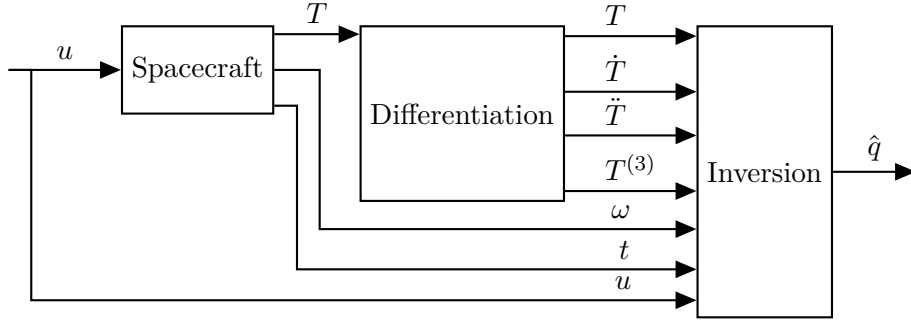 u
Spacecraft
T
Differentiation
T
Ṫ
T̈
T⁽³⁾
ω
t
u
Inversion
q̂